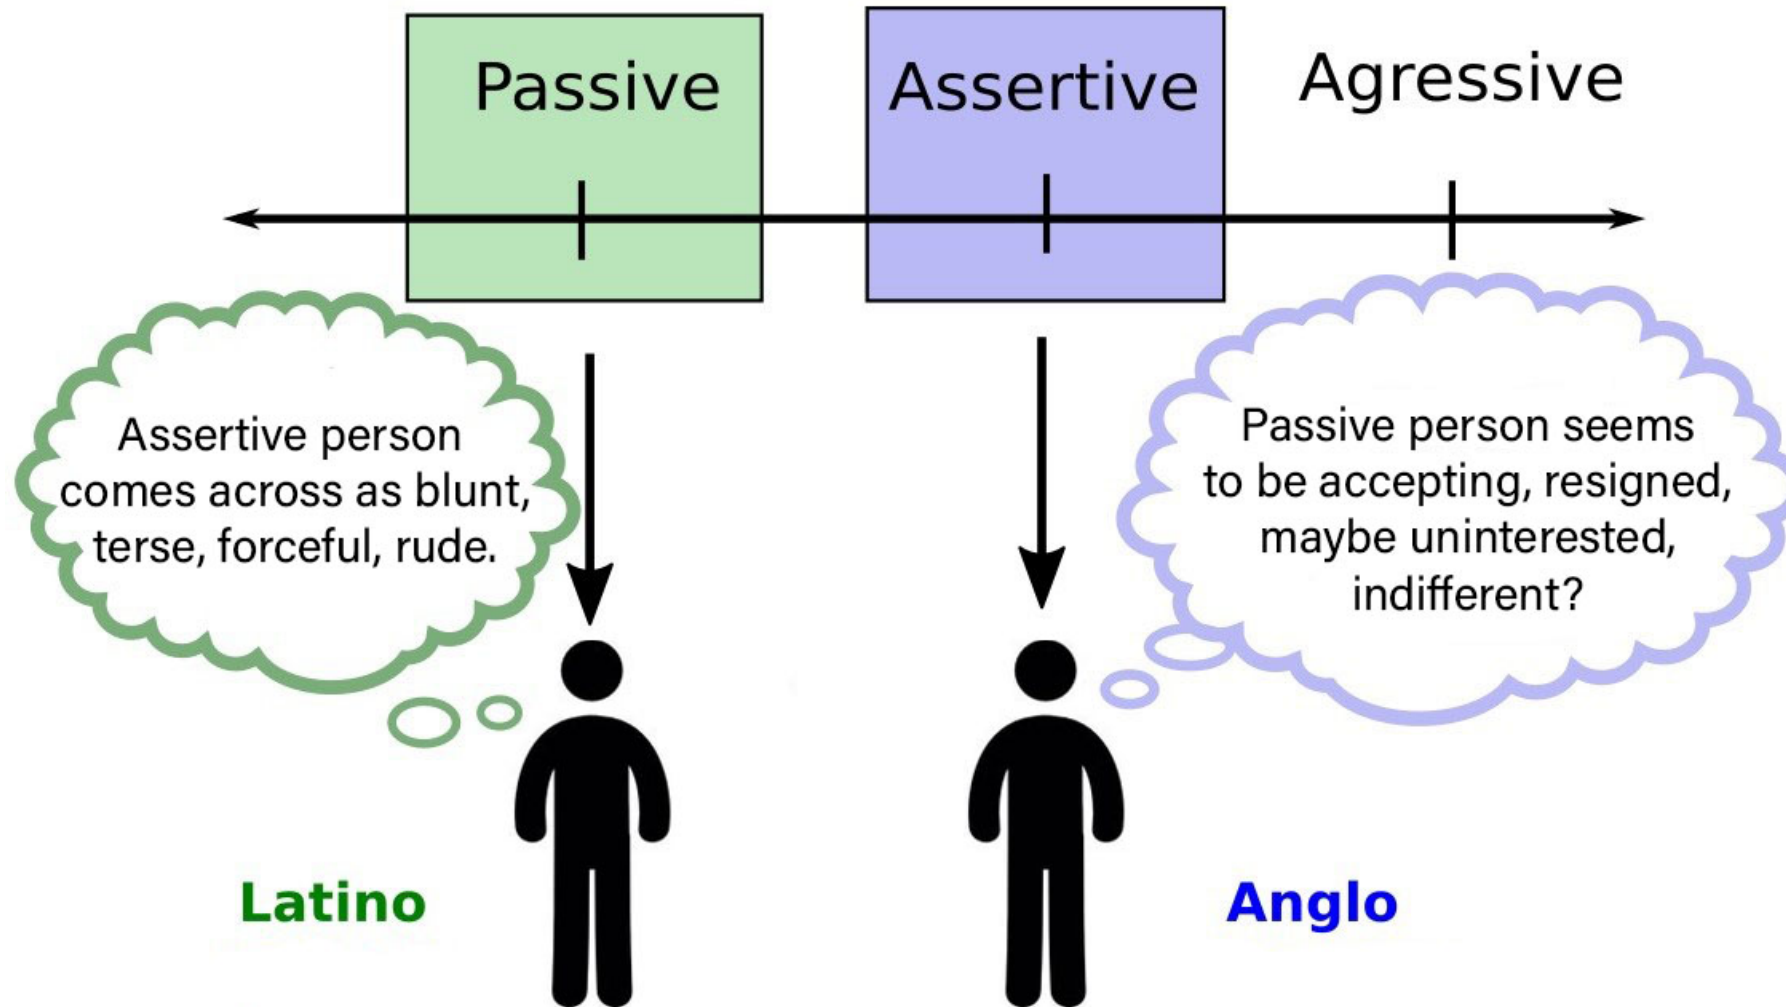 Passive
Assertive
Agressive
Assertive person
comes across as blunt,
terse, forceful, rude.
Passive person seems
to be accepting, resigned,
maybe uninterested,
indifferent?
Latino
Anglo